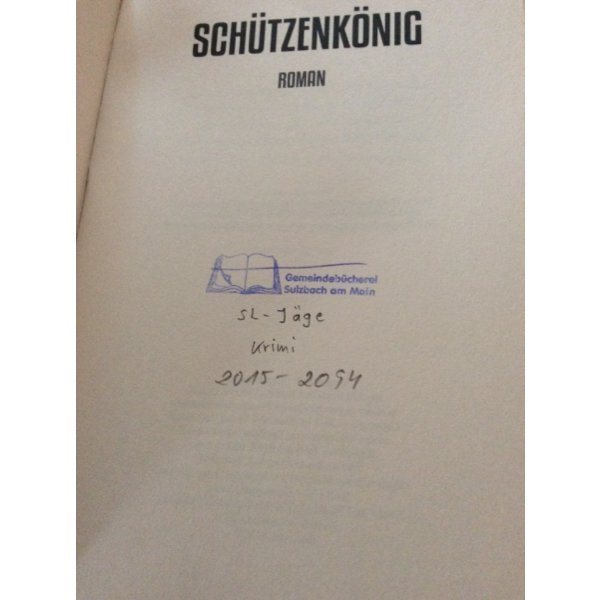 SCHÜTZENKÖNIG
ROMAN
Gemeindebücherei
Sulzbach am Main
SL-Jäge
Krimi
2015-2094